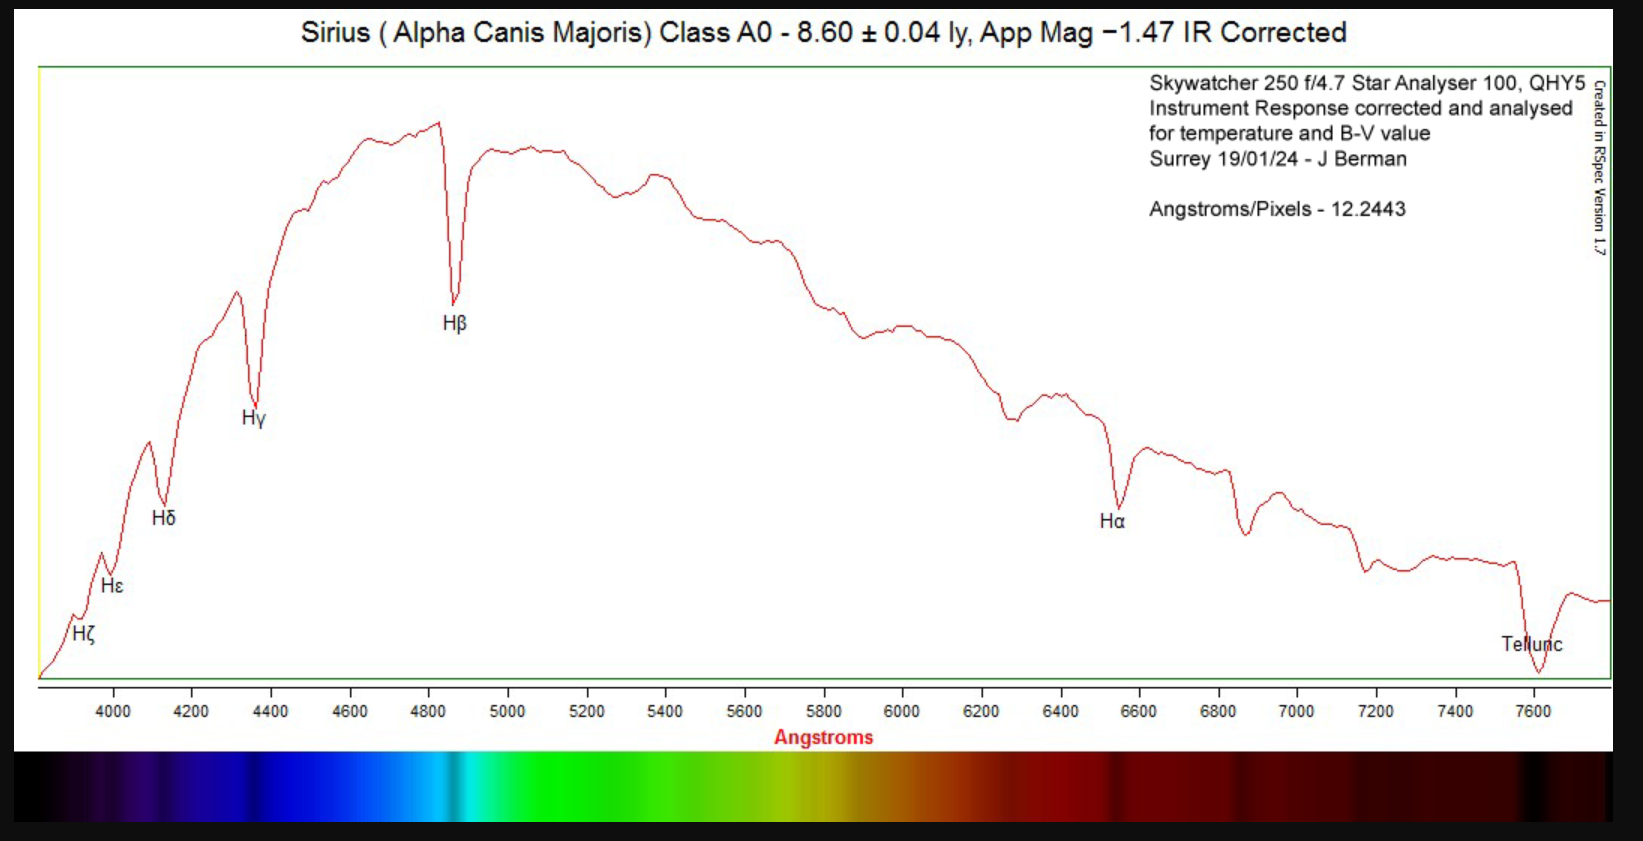 Sirius ( Alpha Canis Majoris) Class A0 - 8.60 ± 0.04 ly, App Mag −1.47 IR Corrected
Skywatcher 250 f/4.7 Star Analyser 100, QHY5
Instrument Response corrected and analysed
for temperature and B-V value
Surrey 19/01/24 - J Berman
Angstroms/Pixels - 12.2443
Created in RSpec Version 1.7
Hβ
Hγ
Hδ
Hα
Hε
Hζ
Telluric
4000 4200 4400 4600 4800 5000 5200 5400 5600 5800 6000 6200 6400 6600 6800 7000 7200 7400 7600
Angstroms